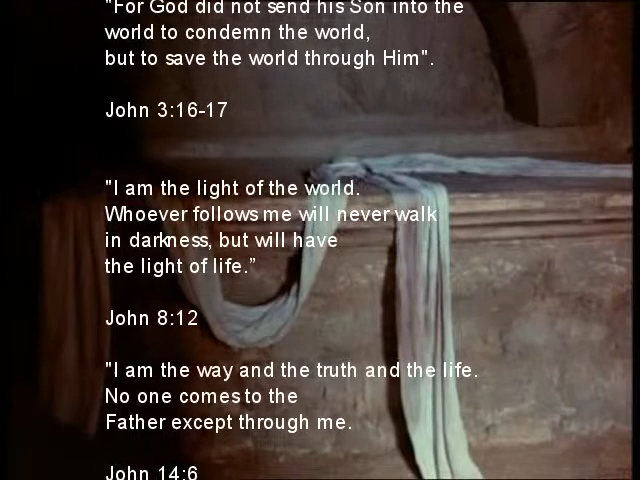 "For God did not send his Son into the
world to condemn the world,
but to save the world through Him".
John 3:16-17
"I am the light of the world.
Whoever follows me will never walk
in darkness, but will have
the light of life.”
John 8:12
"I am the way and the truth and the life.
No one comes to the
Father except through me.
John 14:6